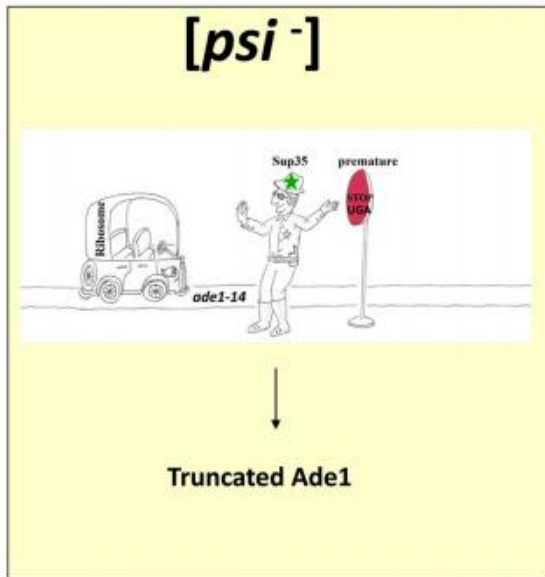 [psi -]
Sup35 premature
Ribosome
STOP
UGA
ade1-14
Truncated Ade1